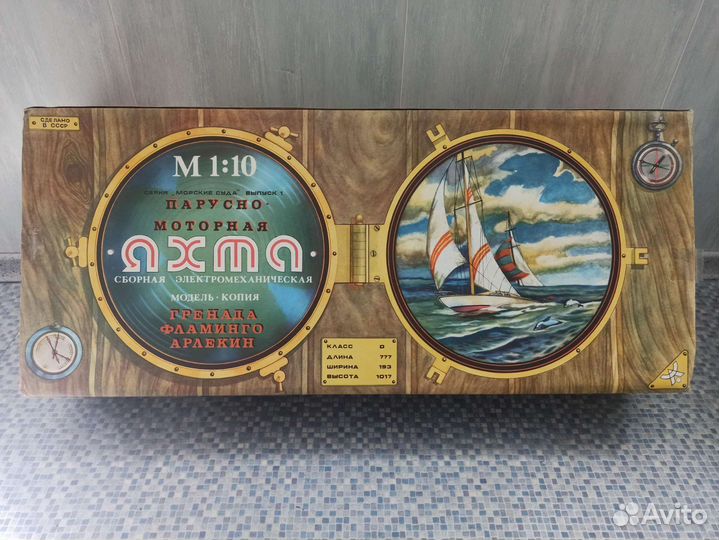 СДЕЛАНО
В СССР
М 1:10
СЕРИЯ „МОРСКИЕ СУДА" ВЫПУСК 1
ПАРУСНО-
МОТОРНАЯ
ЯХТА
СБОРНАЯ ЭЛЕКТРОМЕХАНИЧЕСКАЯ
МОДЕЛЬ-КОПИЯ
ГРЕНАДА
ФЛАМИНГО
АРЛЕКИН
КЛАСС D
ДЛИНА 777
ШИРИНА 193
ВЫСОТА 1017
Avito